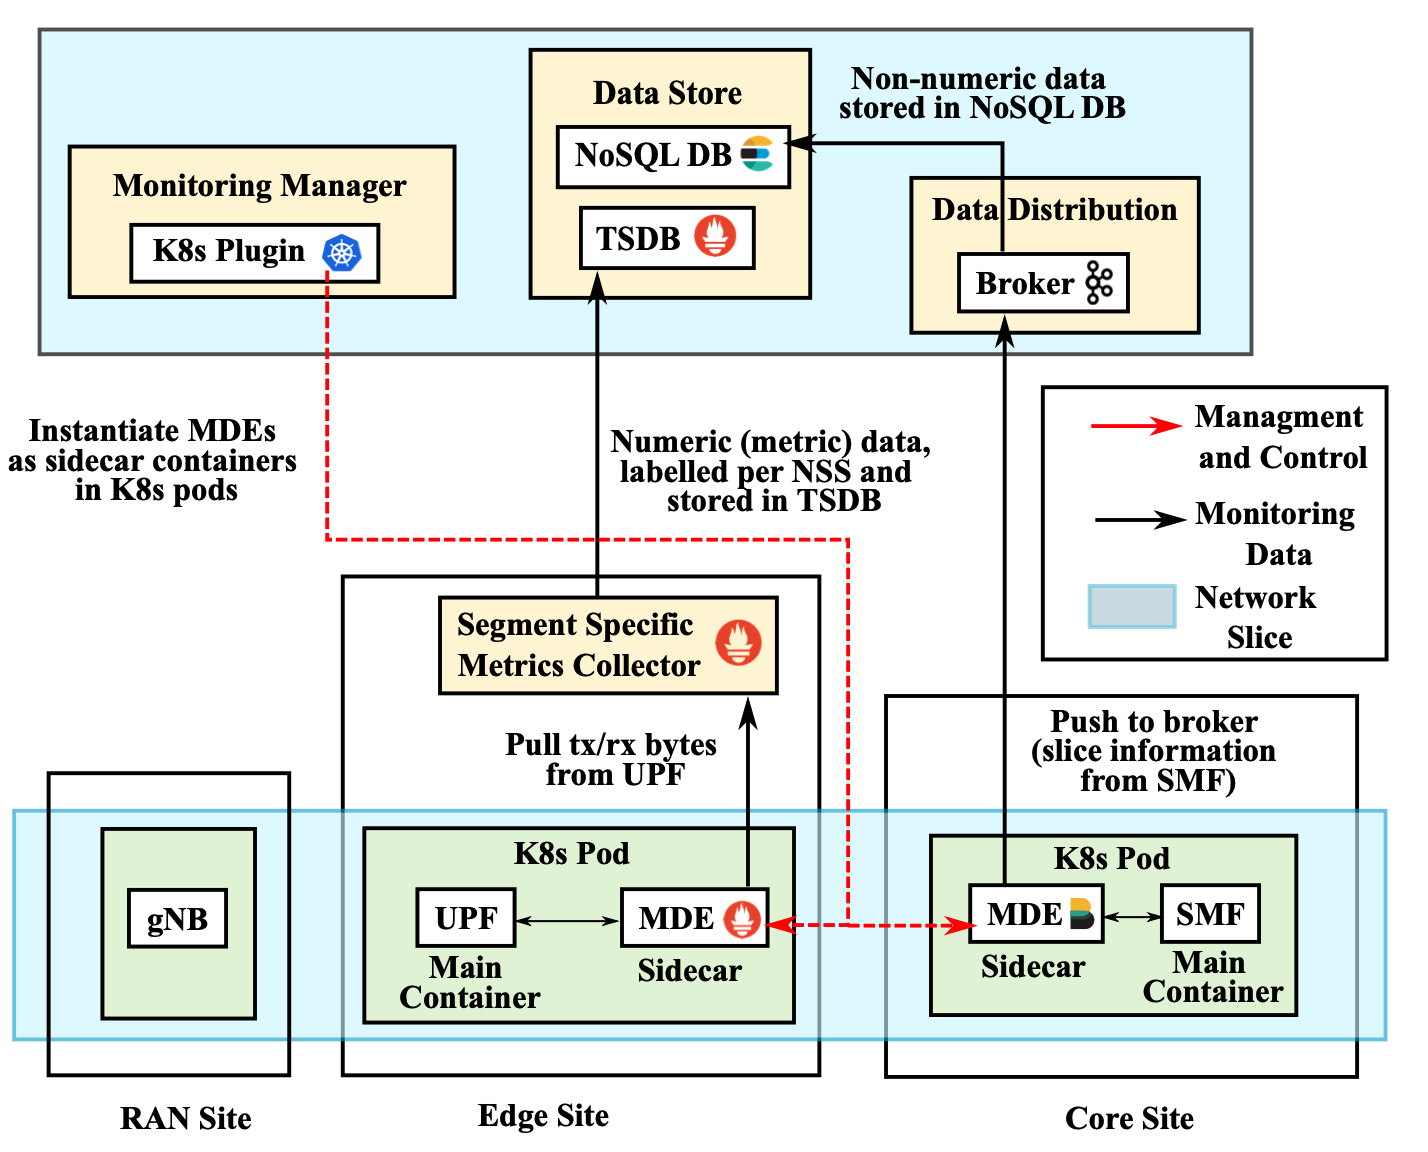 Data Store
NoSQL DB
TSDB
Non-numeric data
stored in NoSQL DB
Monitoring Manager
K8s Plugin
Data Distribution
Broker
Instantiate MDEs
as sidecar containers
in K8s pods
Numeric (metric) data,
labelled per NSS and
stored in TSDB
Managment
and Control
Monitoring
Data
Network
Slice
Segment Specific
Metrics Collector
Pull tx/rx bytes
from UPF
Push to broker
(slice information
from SMF)
gNB
K8s Pod
UPF
MDE
Main
Container
Sidecar
K8s Pod
MDE
SMF
Sidecar
Main
Container
RAN Site
Edge Site
Core Site